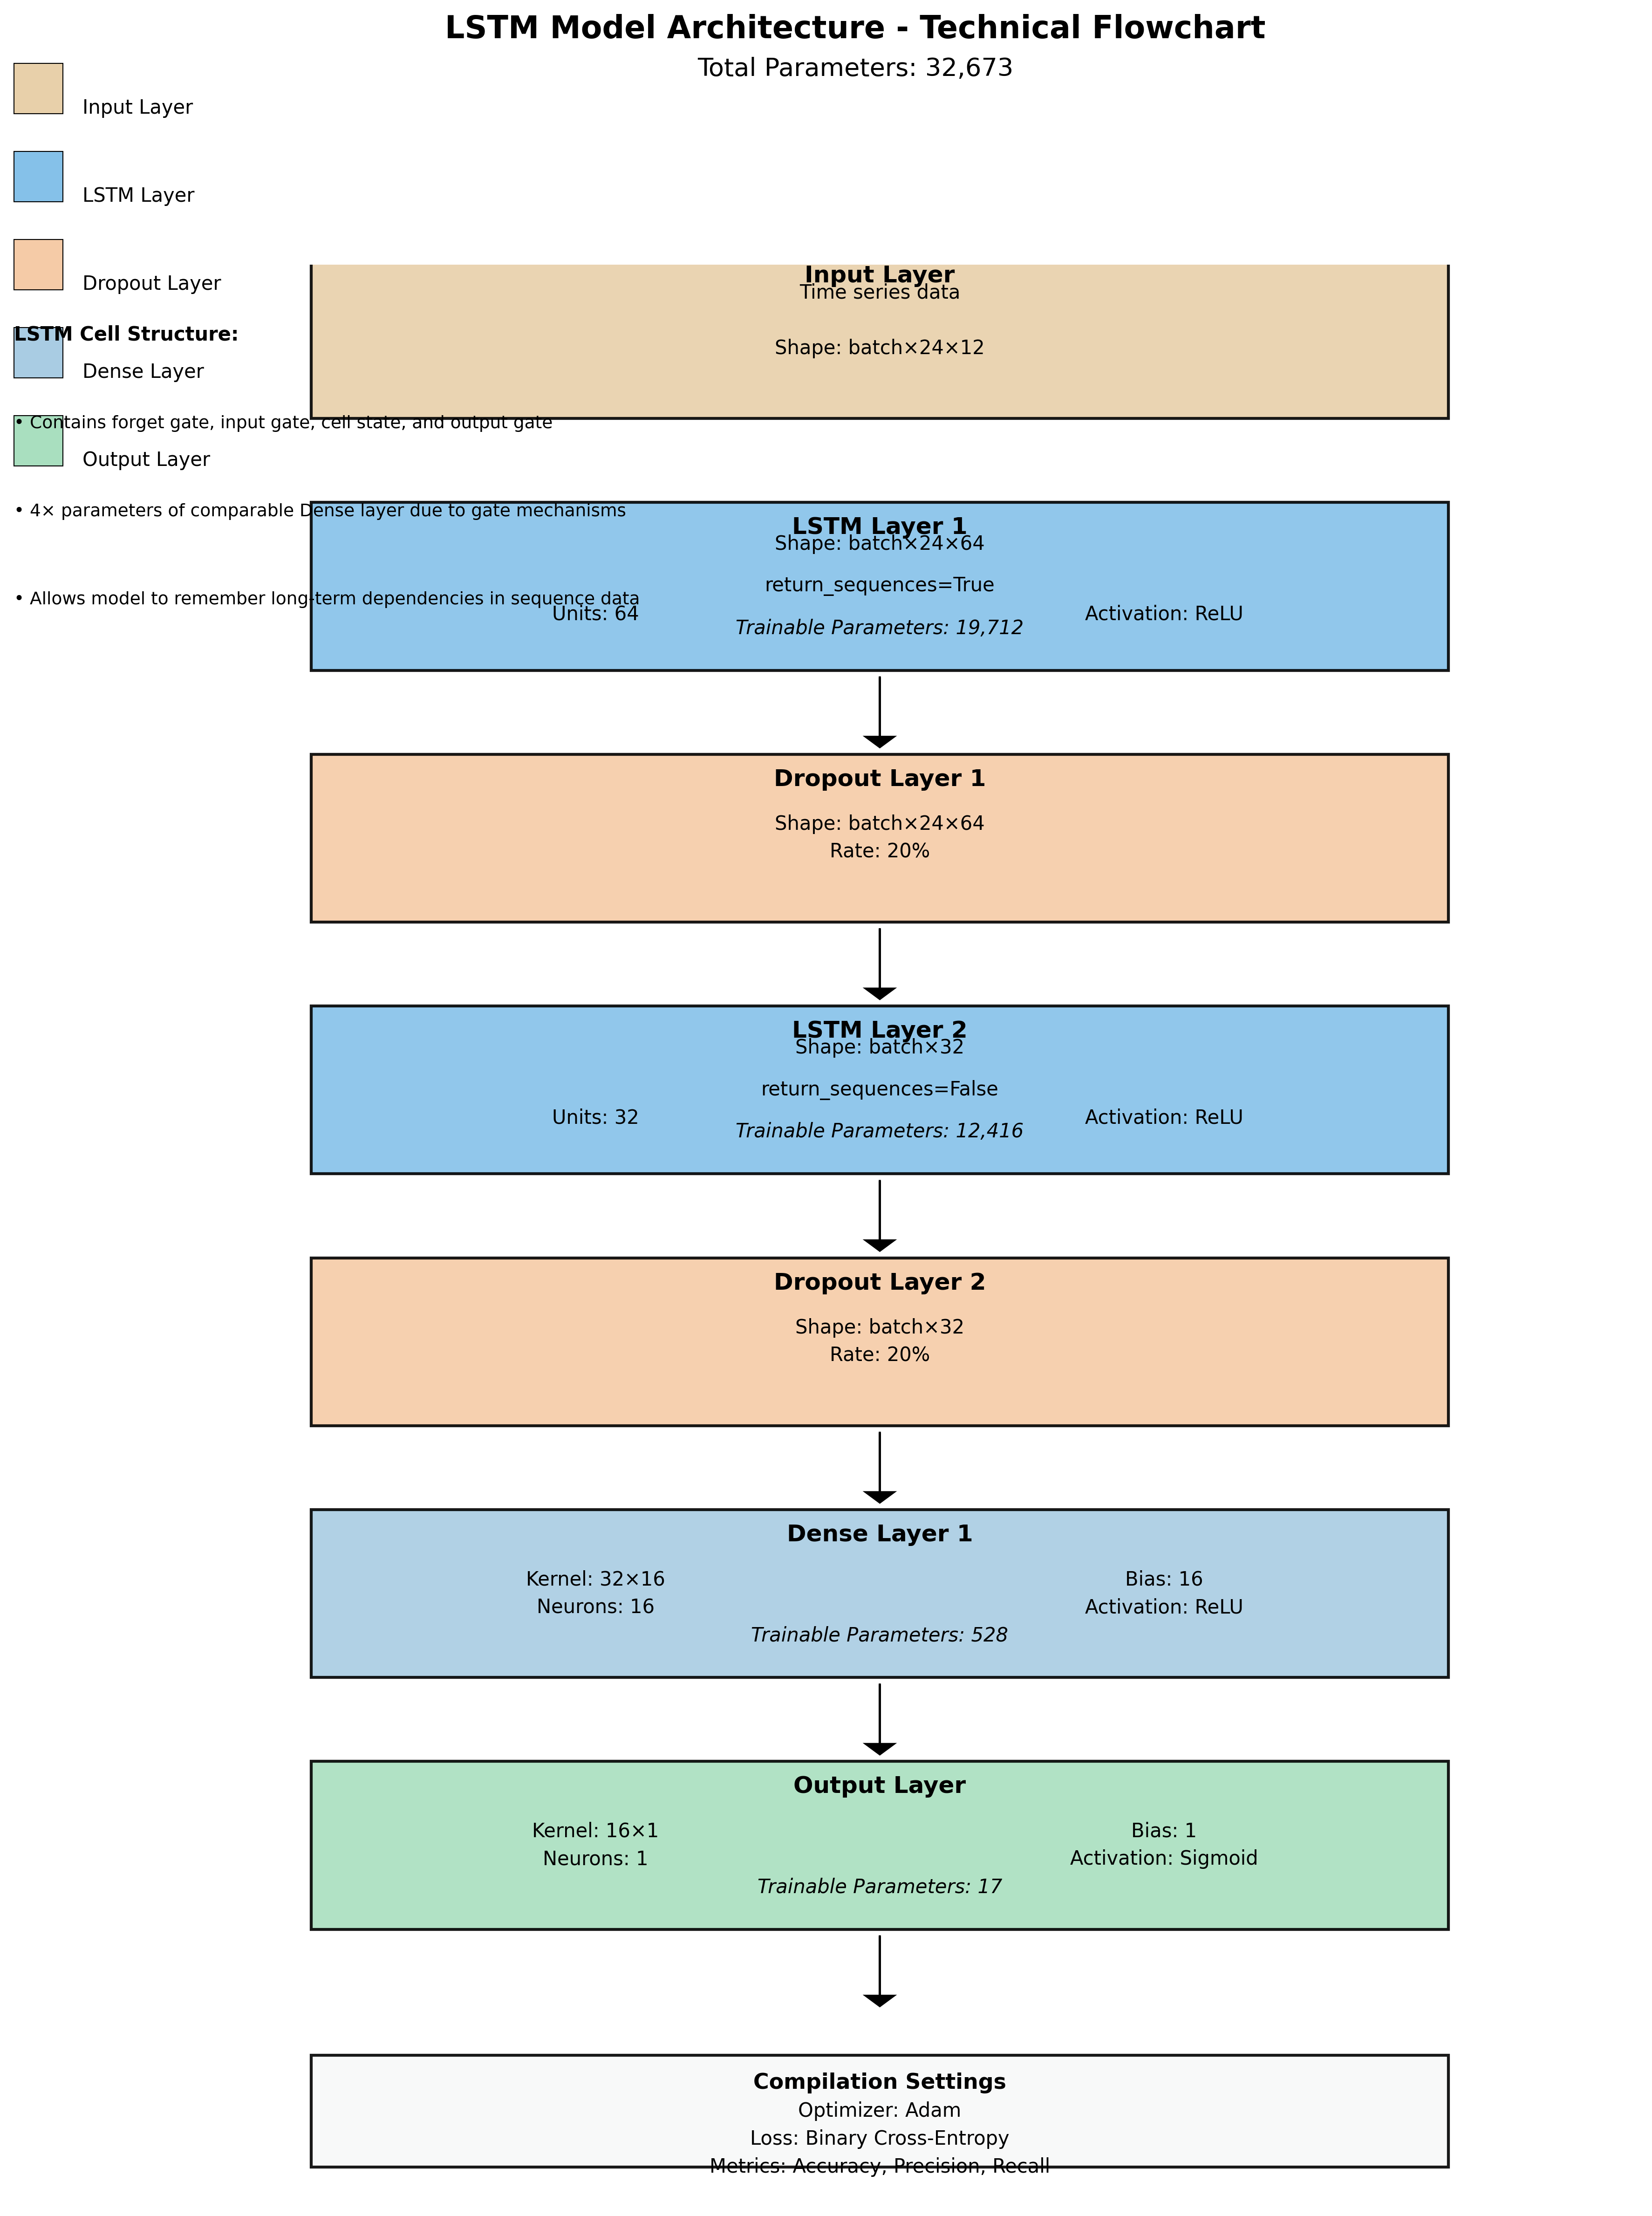 LSTM Model Architecture - Technical Flowchart
Total Parameters: 32,673
Input Layer
LSTM Layer
Dropout Layer
LSTM Cell Structure:
Dense Layer
• Contains forget gate, input gate, cell state, and output gate
Output Layer
• 4× parameters of comparable Dense layer due to gate mechanisms
• Allows model to remember long-term dependencies in sequence data
Input Layer
Time series data
Shape: batch×24×12
LSTM Layer 1
Shape: batch×24×64
return_sequences=True
Units: 64
Activation: ReLU
Trainable Parameters: 19,712
Dropout Layer 1
Shape: batch×24×64
Rate: 20%
LSTM Layer 2
Shape: batch×32
return_sequences=False
Units: 32
Activation: ReLU
Trainable Parameters: 12,416
Dropout Layer 2
Shape: batch×32
Rate: 20%
Dense Layer 1
Kernel: 32×16
Bias: 16
Neurons: 16
Activation: ReLU
Trainable Parameters: 528
Output Layer
Kernel: 16×1
Bias: 1
Neurons: 1
Activation: Sigmoid
Trainable Parameters: 17
Compilation Settings
Optimizer: Adam
Loss: Binary Cross-Entropy
Metrics: Accuracy, Precision, Recall